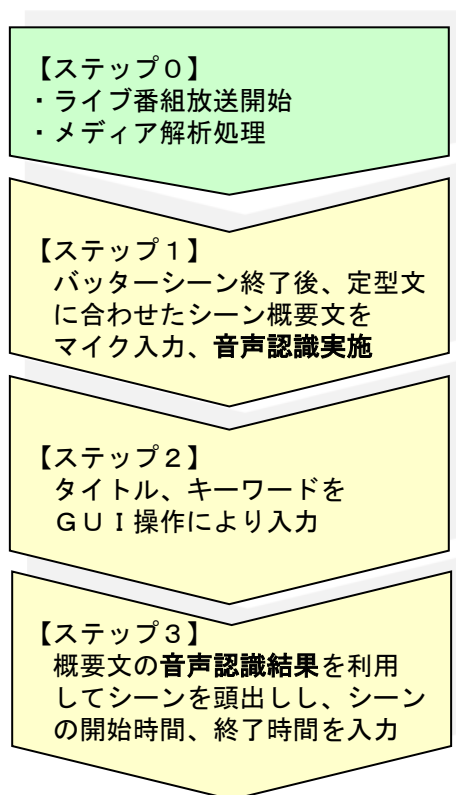 【ステップ０】
・ライブ番組放送開始
・メディア解析処理
【ステップ１】
バッターシーン終了後、定型文
に合わせたシーン概要文を
マイク入力、音声認識実施
【ステップ２】
タイトル、キーワードを
ＧＵＩ操作により入力
【ステップ３】
概要文の音声認識結果を利用
してシーンを頭出しし、シーン
の開始時間、終了時間を入力